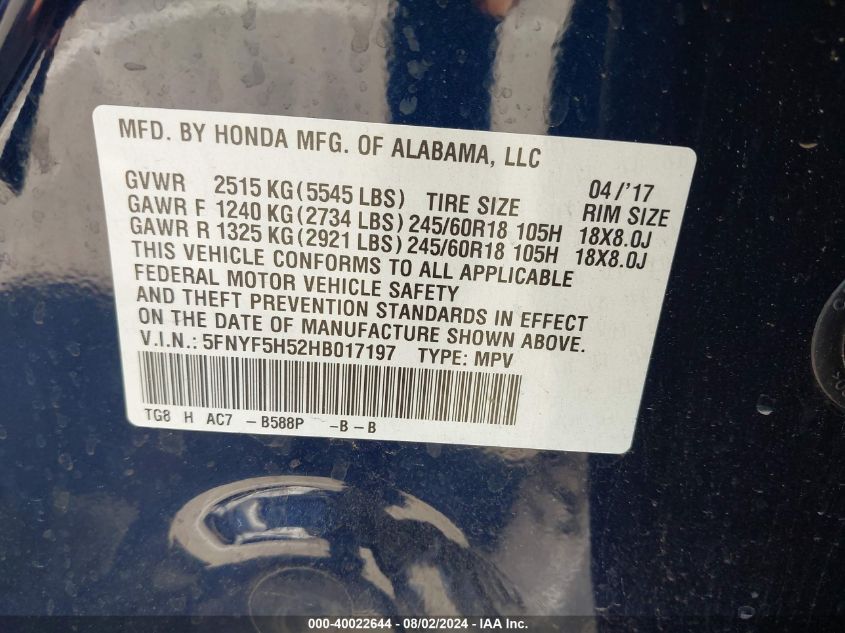 MFD. BY HONDA MFG. OF ALABAMA, LLC
GVWR 2515 KG (5545 LBS) TIRE SIZE 04/'17 RIM SIZE
GAWR F 1240 KG (2734 LBS) 245/60R18 105H 18X8.0J
GAWR R 1325 KG (2921 LBS) 245/60R18 105H 18X8.0J
THIS VEHICLE CONFORMS TO ALL APPLICABLE
FEDERAL MOTOR VEHICLE SAFETY
AND THEFT PREVENTION STANDARDS IN EFFECT
ON THE DATE OF MANUFACTURE SHOWN ABOVE.
V.I.N.: 5FNYF5H52HB017197 TYPE: MPV
TG8 H AC7 -B588P -B-B
000-40022644 - 08/02/2024 - IAA Inc.